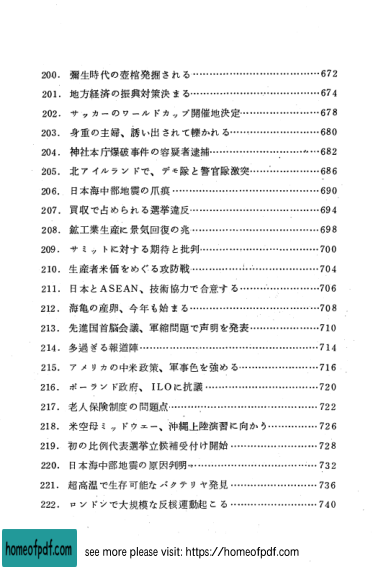 200. 彌生時代の壺棺発掘される……………………………672
201. 地方経済の振興対策決まる……………………………674
202. サッカーのワールドカップ開催地決定………………678
203. 身重の主婦、誘い出されて轢かれる…………………680
204. 神社本庁爆破事件の容疑者逮捕………………………682
205. 北アイルランドで、デモ隊と警官隊激突……………686
206. 日本海中部地震の爪痕…………………………………690
207. 買収で占められる選挙違反……………………………694
208. 鉱工業生産に景気回復の兆……………………………698
209. サミットに対する期待と批判…………………………700
210. 生産者米価をめぐる攻防戦……………………………704
211. 日本とASEAN、技術協力で合意する…………………706
212. 海亀の産卵、今年も始まる……………………………708
213. 先進国首脳会議、軍縮問題で声明を発表……………710
214. 多過ぎる報道陣…………………………………………714
215. アメリカの中米政策、軍事色を強める………………716
216. ポーランド政府、ILOに抗議…………………………720
217. 老人保険制度の問題点…………………………………722
218. 米空母ミッドウェー、沖縄上陸演習に向かう………726
219. 初の比例代表選挙立候補受付け開始…………………728
220. 日本海中部地震の原因判明……………………………732
221. 超高温で生存可能なバクテリヤ発見…………………736
222. ロンドンで大規模な反核運動起こる…………………740
homeofpdf.com see more please visit: https://homeofpdf.com